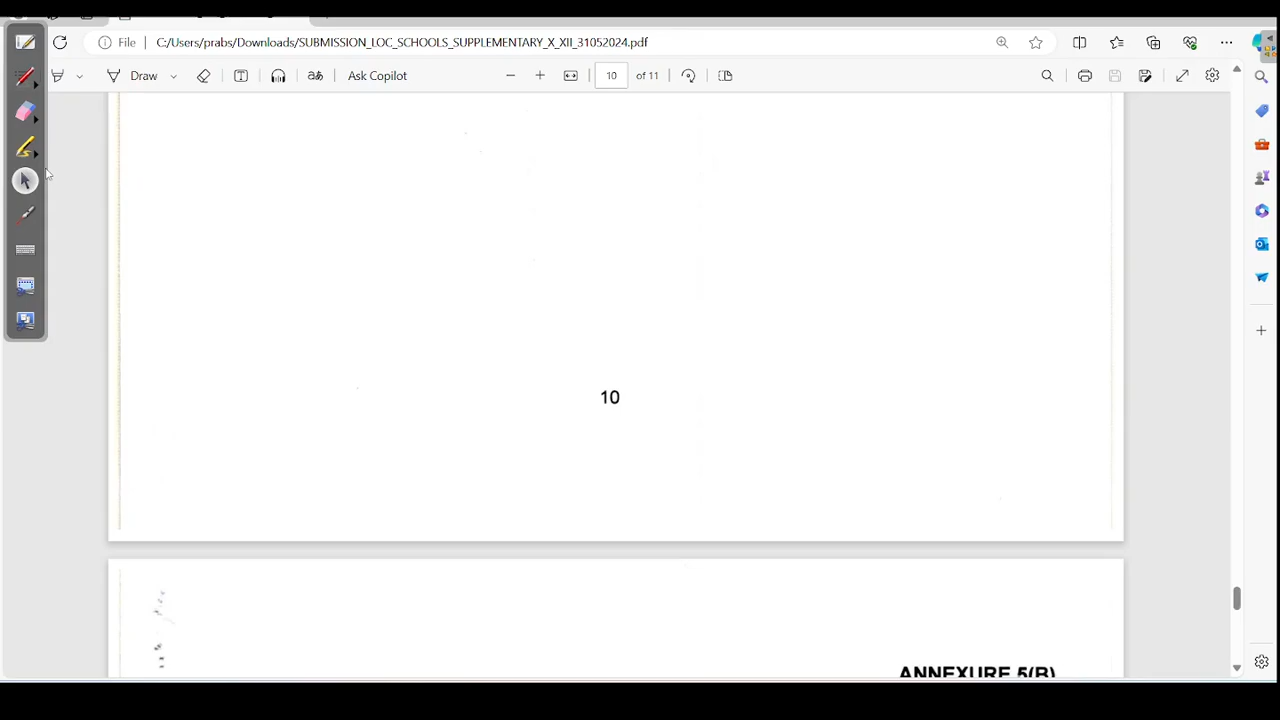 File C:/Users/prabs/Downloads/SUBMISSION_LOC_SCHOOLS_SUPPLEMENTARY_X_XII_31052024.pdf
Draw Ask Copilot 10 of 11
10
ANNEXURE 5(B)